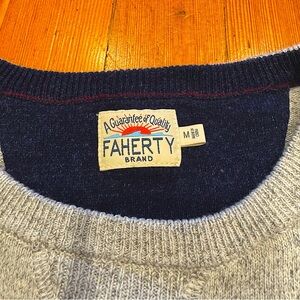 A Guarantee of Quality
FAHERTY
BRAND
M